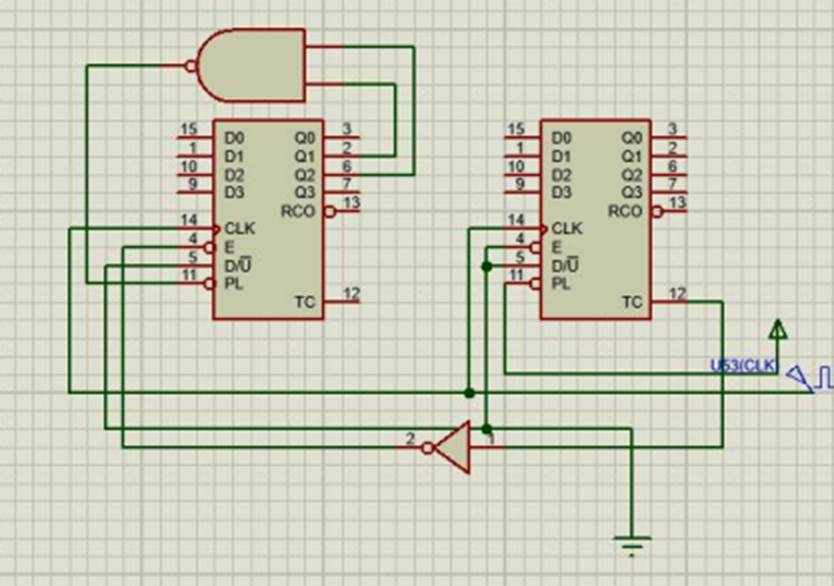 15 D0 Q0 3
1 D1 Q1 2
10 D2 Q2 6
9 D3 Q3 7
RCO 13
14 CLK
4 E
5 D/U̅
11 PL
TC 12
15 D0 Q0 3
1 D1 Q1 2
10 D2 Q2 6
9 D3 Q3 7
RCO 13
14 CLK
4 E
5 D/U̅
11 PL
TC 12
U53(CLK)
2 1